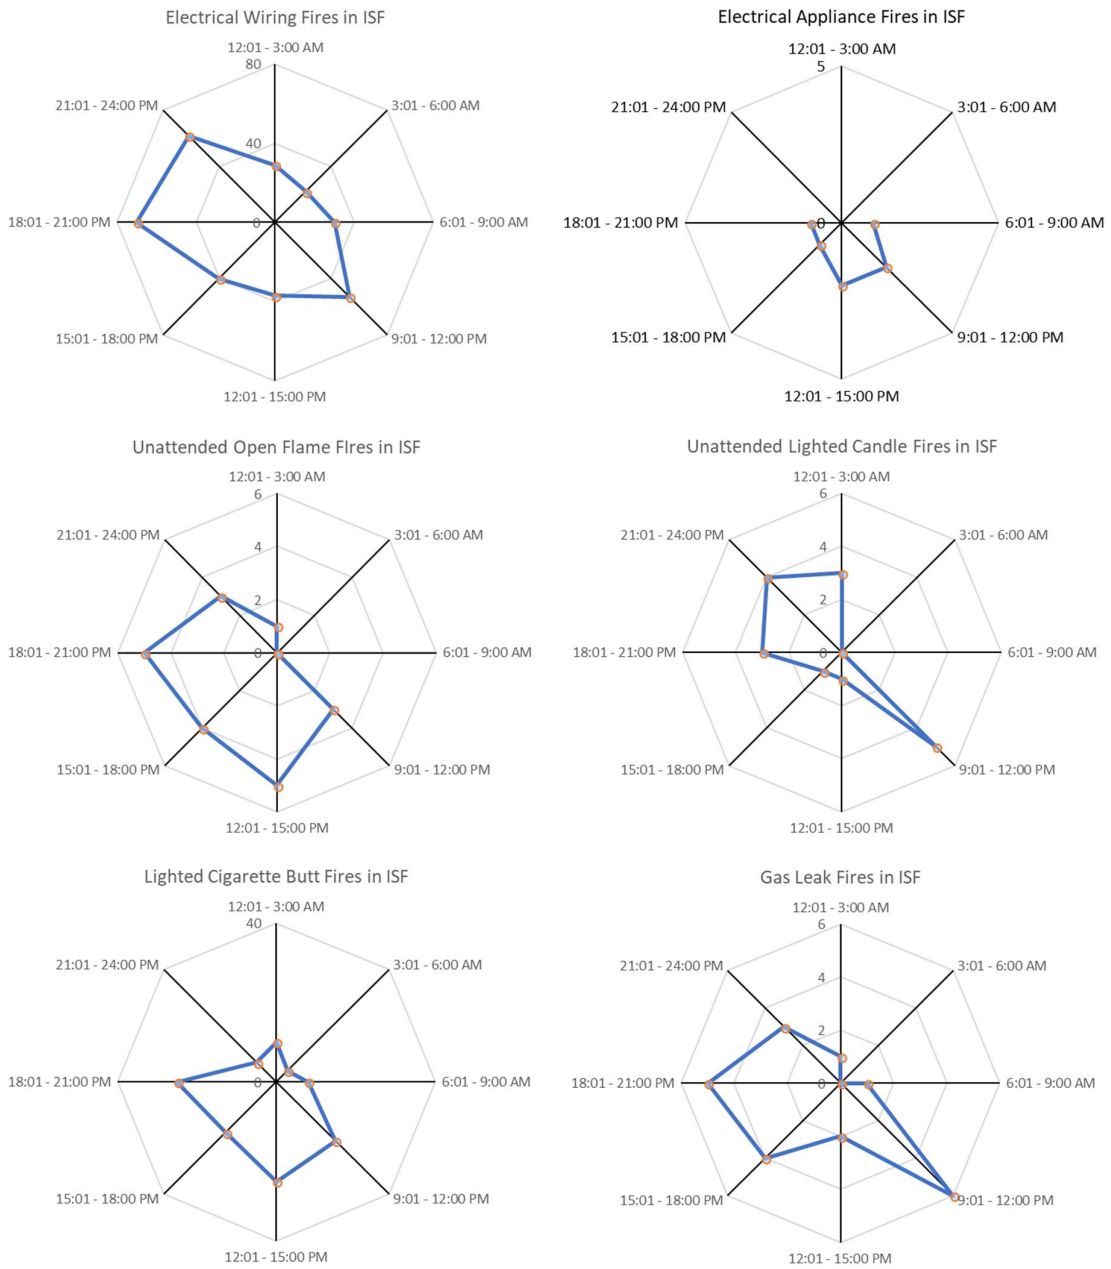 Electrical Wiring Fires in ISF
12:01 - 3:00 AM
80
21:01 - 24:00 PM
3:01 - 6:00 AM
40
18:01 - 21:00 PM
0
6:01 - 9:00 AM
15:01 - 18:00 PM
9:01 - 12:00 PM
12:01 - 15:00 PM
Electrical Appliance Fires in ISF
12:01 - 3:00 AM
5
21:01 - 24:00 PM
3:01 - 6:00 AM
18:01 - 21:00 PM
0
6:01 - 9:00 AM
15:01 - 18:00 PM
9:01 - 12:00 PM
12:01 - 15:00 PM
Unattended Open Flame FIres in ISF
12:01 - 3:00 AM
6
21:01 - 24:00 PM
3:01 - 6:00 AM
4
2
18:01 - 21:00 PM
0
6:01 - 9:00 AM
15:01 - 18:00 PM
9:01 - 12:00 PM
12:01 - 15:00 PM
Unattended Lighted Candle Fires in ISF
12:01 - 3:00 AM
6
21:01 - 24:00 PM
3:01 - 6:00 AM
4
2
18:01 - 21:00 PM
0
6:01 - 9:00 AM
15:01 - 18:00 PM
9:01 - 12:00 PM
12:01 - 15:00 PM
Lighted Cigarette Butt Fires in ISF
12:01 - 3:00 AM
40
21:01 - 24:00 PM
3:01 - 6:00 AM
18:01 - 21:00 PM
0
6:01 - 9:00 AM
15:01 - 18:00 PM
9:01 - 12:00 PM
12:01 - 15:00 PM
Gas Leak Fires in ISF
12:01 - 3:00 AM
6
21:01 - 24:00 PM
3:01 - 6:00 AM
4
2
18:01 - 21:00 PM
0
6:01 - 9:00 AM
15:01 - 18:00 PM
9:01 - 12:00 PM
12:01 - 15:00 PM